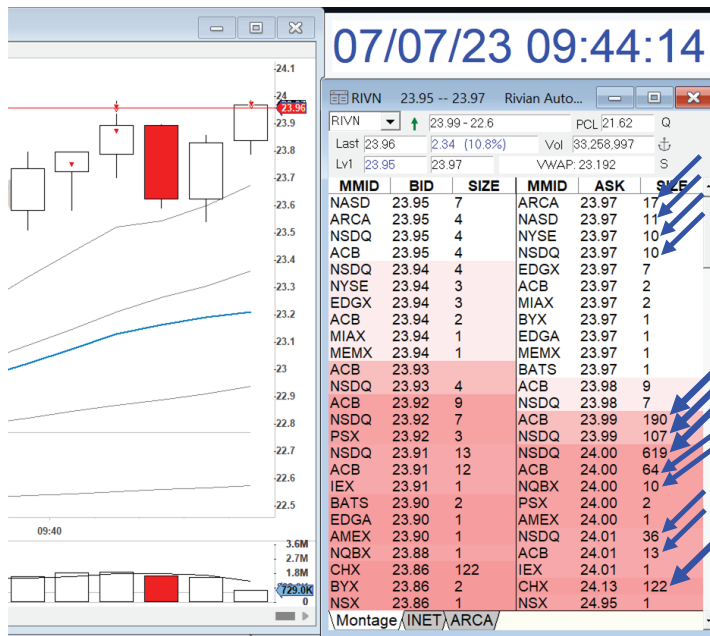 07/07/23 09:44:14
RIVN 23.95 -- 23.97 Rivian Auto...
RIVN 23.99 - 22.6 PCL 21.62 Q
Last 23.96 2.34 (10.8%) Vol 33,258,997
Lv1 23.95 23.97 VWAP: 23.192 S
MMID BID SIZE MMID ASK SIZE
NASD 23.95 7 ARCA 23.97 17
ARCA 23.95 4 NASD 23.97 11
NSDQ 23.95 4 NYSE 23.97 10
ACB 23.95 4 NSDQ 23.97 10
NSDQ 23.94 4 EDGX 23.97 7
NYSE 23.94 3 ACB 23.97 2
EDGX 23.94 3 MIAX 23.97 2
ACB 23.94 2 BYX 23.97 1
MIAX 23.94 1 EDGA 23.97 1
MEMX 23.94 1 MEMX 23.97 1
ACB 23.93 BATS 23.97 1
NSDQ 23.93 4 ACB 23.98 9
ACB 23.92 9 NSDQ 23.98 7
NSDQ 23.92 7 ACB 23.99 190
PSX 23.92 3 NSDQ 23.99 107
NSDQ 23.91 13 NSDQ 24.00 619
ACB 23.91 12 ACB 24.00 64
IEX 23.91 1 NQBX 24.00 10
BATS 23.90 2 PSX 24.00 2
EDGA 23.90 1 AMEX 24.00 1
AMEX 23.90 1 NSDQ 24.01 36
NQBX 23.88 1 ACB 24.01 13
CHX 23.86 122 IEX 24.01 1
BYX 23.86 2 CHX 24.13 122
NSX 23.86 1 NSX 24.95 1
Montage INET ARCA
24.1
24
23.96
23.9
23.8
23.7
23.6
23.5
23.4
23.3
23.2
23.1
23
22.9
22.8
22.7
22.6
22.5
09:40
3.6M
2.7M
1.8M
729.0K
0